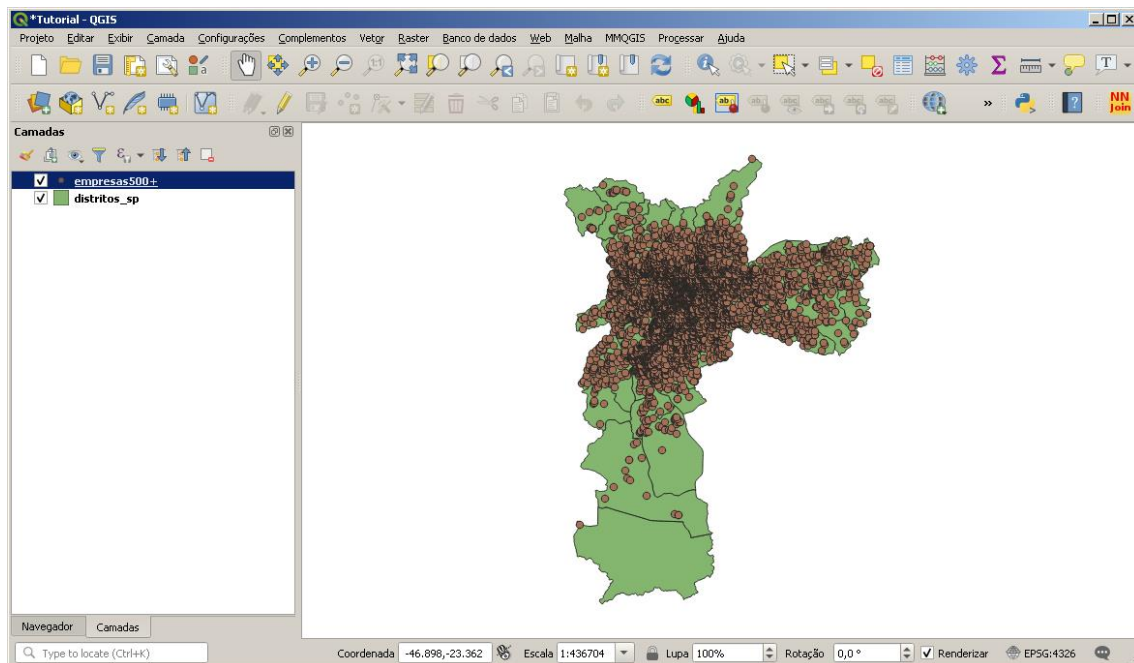 *Tutorial - QGIS
Projeto Editar Exibir Camada Configurações Complementos Vetor Raster Banco de dados Web Malha MMQGIS Processar Ajuda
abc abc NN
Join
Camadas
empresas500+
distritos_sp
Navegador Camadas
Type to locate (Ctrl+K) Coordenada -46.898,-23.362 Escala 1:436704 Lupa 100% Rotação 0,0 ° Renderizar EPSG:4326